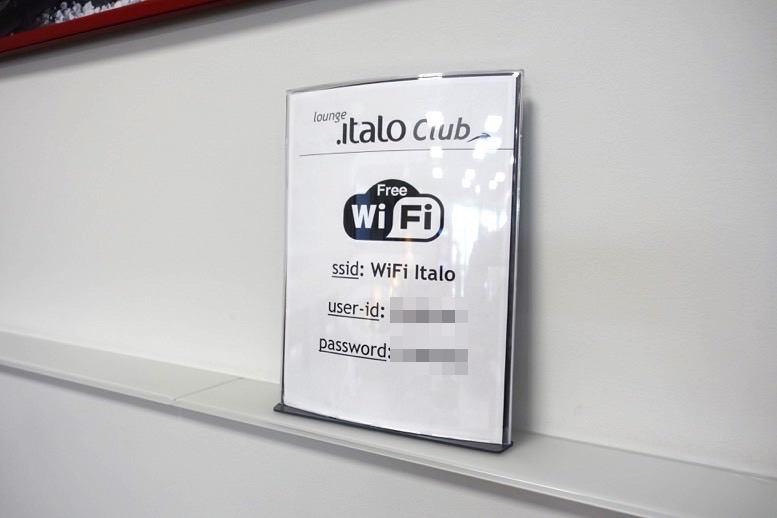 lounge
.italo Club
Free
WiFi
ssid: WiFi Italo
user-id:
password: